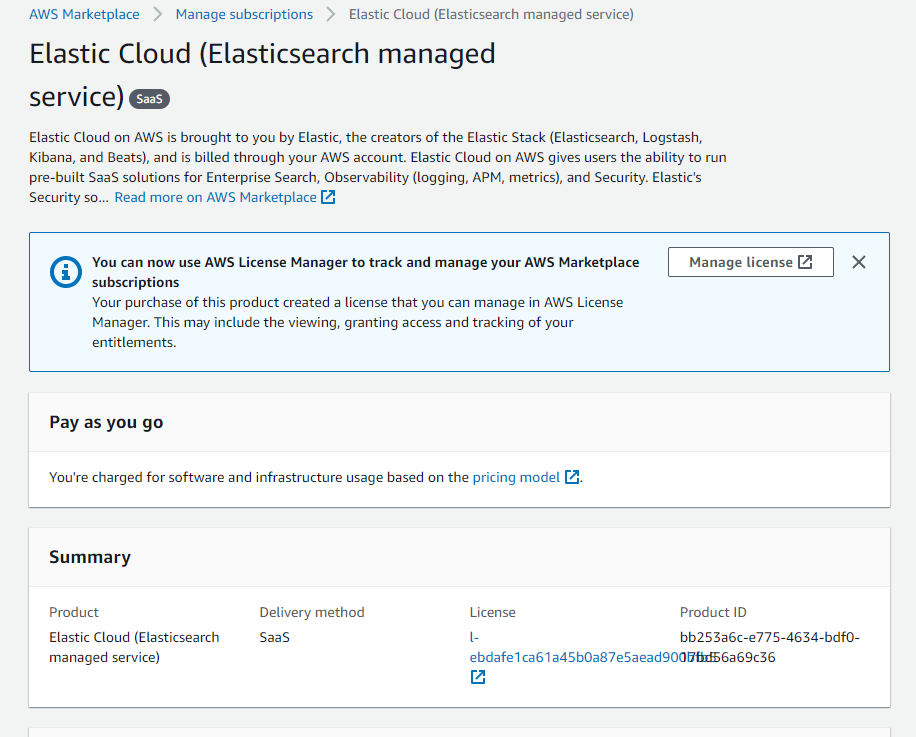 AWS Marketplace > Manage subscriptions > Elastic Cloud (Elasticsearch managed service)
Elastic Cloud (Elasticsearch managed
service) SaaS
Elastic Cloud on AWS is brought to you by Elastic, the creators of the Elastic Stack (Elasticsearch, Logstash,
Kibana, and Beats), and is billed through your AWS account. Elastic Cloud on AWS gives users the ability to run
pre-built SaaS solutions for Enterprise Search, Observability (logging, APM, metrics), and Security. Elastic's
Security so... Read more on AWS Marketplace
You can now use AWS License Manager to track and manage your AWS Marketplace
subscriptions
Manage license
Your purchase of this product created a license that you can manage in AWS License
Manager. This may include the viewing, granting access and tracking of your
entitlements.
Pay as you go
You're charged for software and infrastructure usage based on the pricing model.
Summary
Product
Elastic Cloud (Elasticsearch
managed service)
Delivery method
SaaS
License
l-
Product ID
bb253a6c-e775-4634-bdf0-